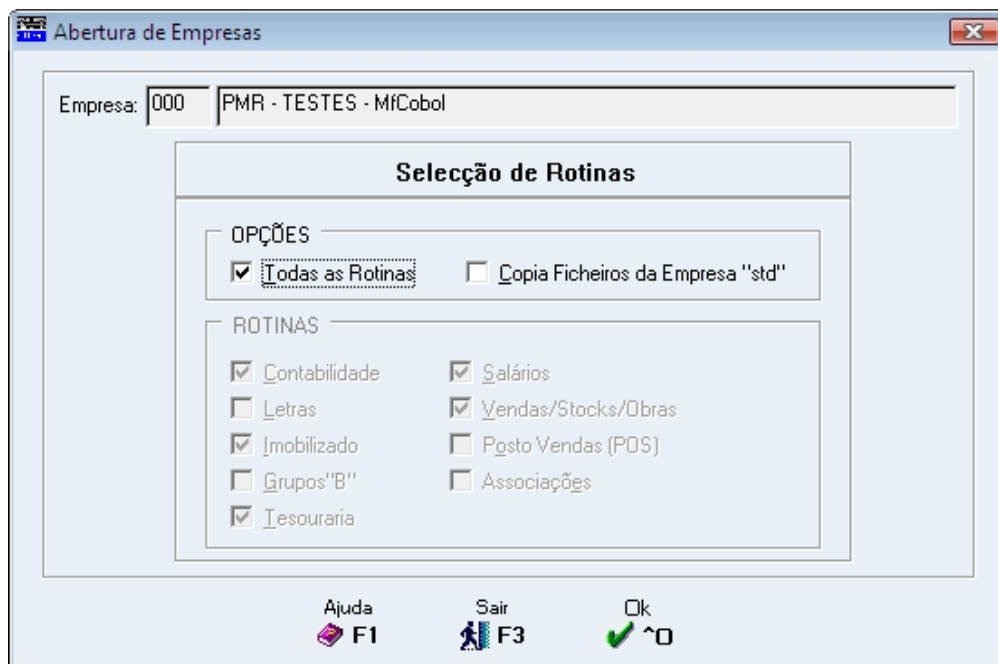 Abertura de Empresas
Empresa: 000 PMR - TESTES - MfCobol
Selecção de Rotinas
OPÇÕES
Todas as Rotinas Copia Ficheiros da Empresa "std"
ROTINAS
Contabilidade Salários
Letras Vendas/Stocks/Obras
Imobilizado Posto Vendas (POS)
Grupos"B" Associações
Tesouraria
Ajuda Sair Ok
F1 F3 ^O